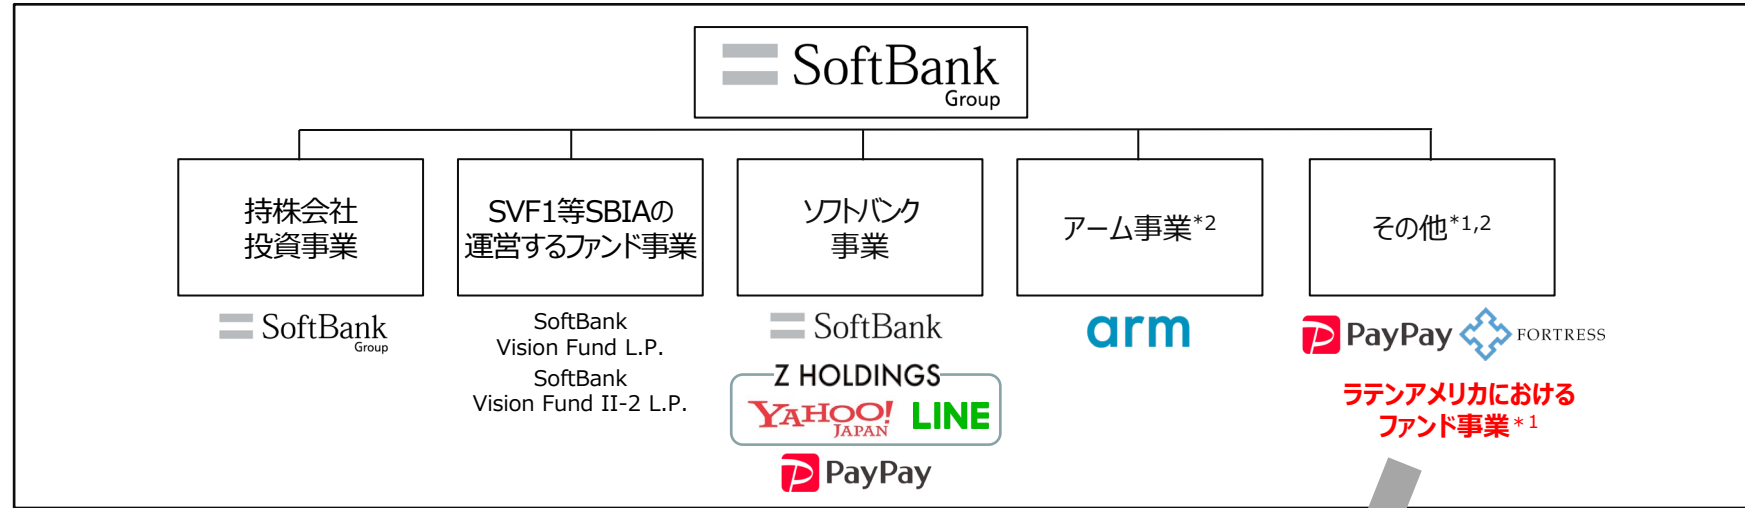 SoftBank
Group
持株会社
投資事業
SVF1等SBIAの
運営するファンド事業
ソフトバンク
事業
アーム事業*2
その他*1,2
SoftBank
Group
SoftBank
Vision Fund L.P.
SoftBank
Vision Fund II-2 L.P.
SoftBank
Z HOLDINGS
YAHOO!
JAPAN
LINE
PayPay
arm
PayPay
FORTRESS
ラテンアメリカにおける
ファンド事業*1